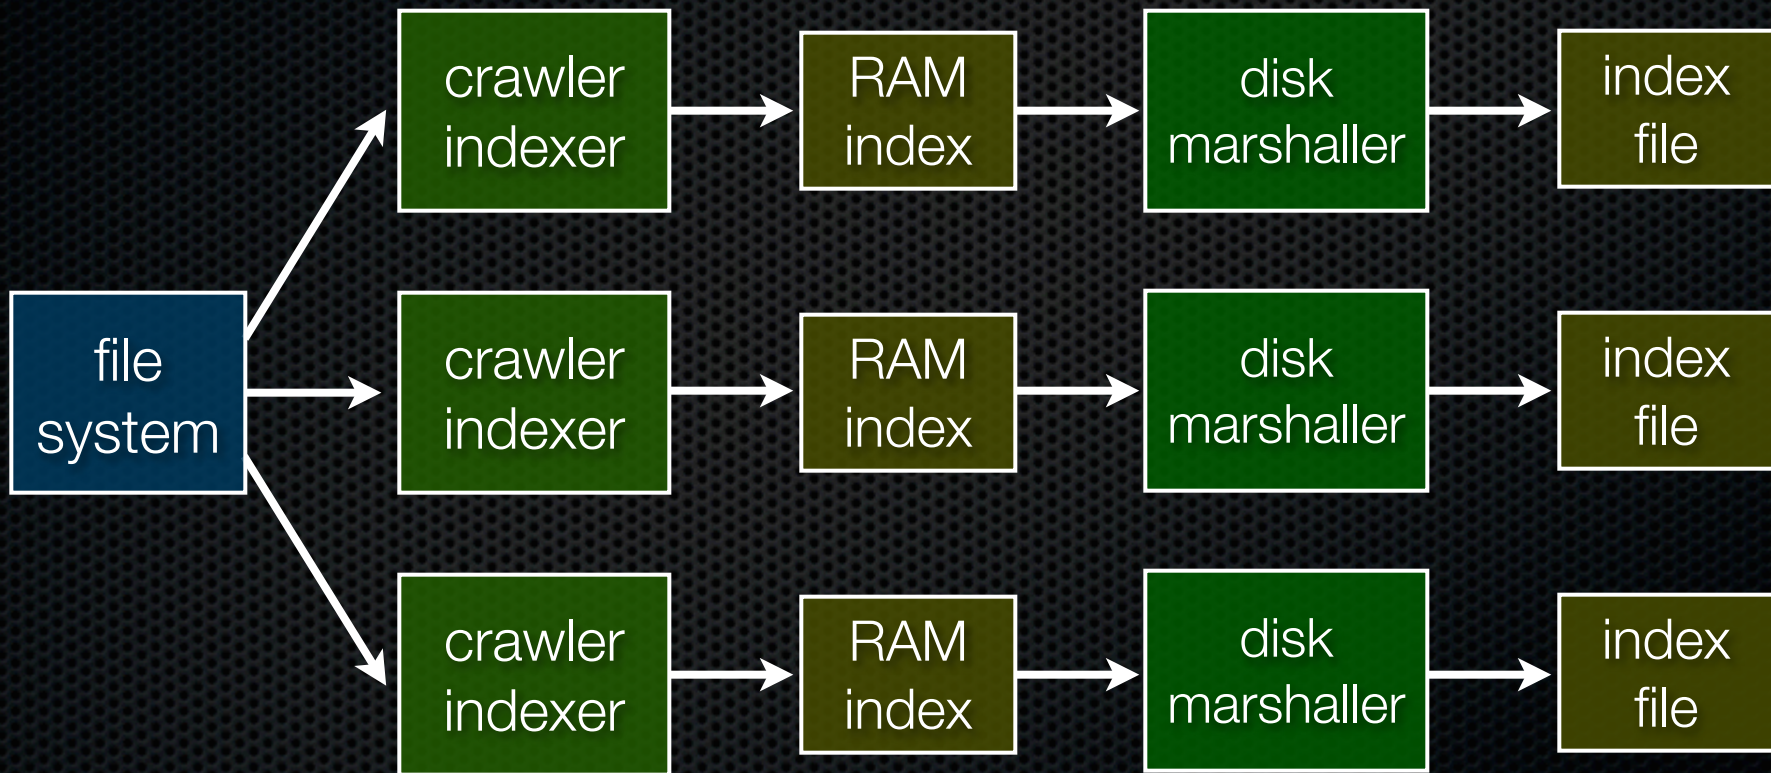 crawler
indexer
RAM
index
disk
marshaller
index
file
file
system
crawler
indexer
RAM
index
disk
marshaller
index
file
crawler
indexer
RAM
index
disk
marshaller
index
file